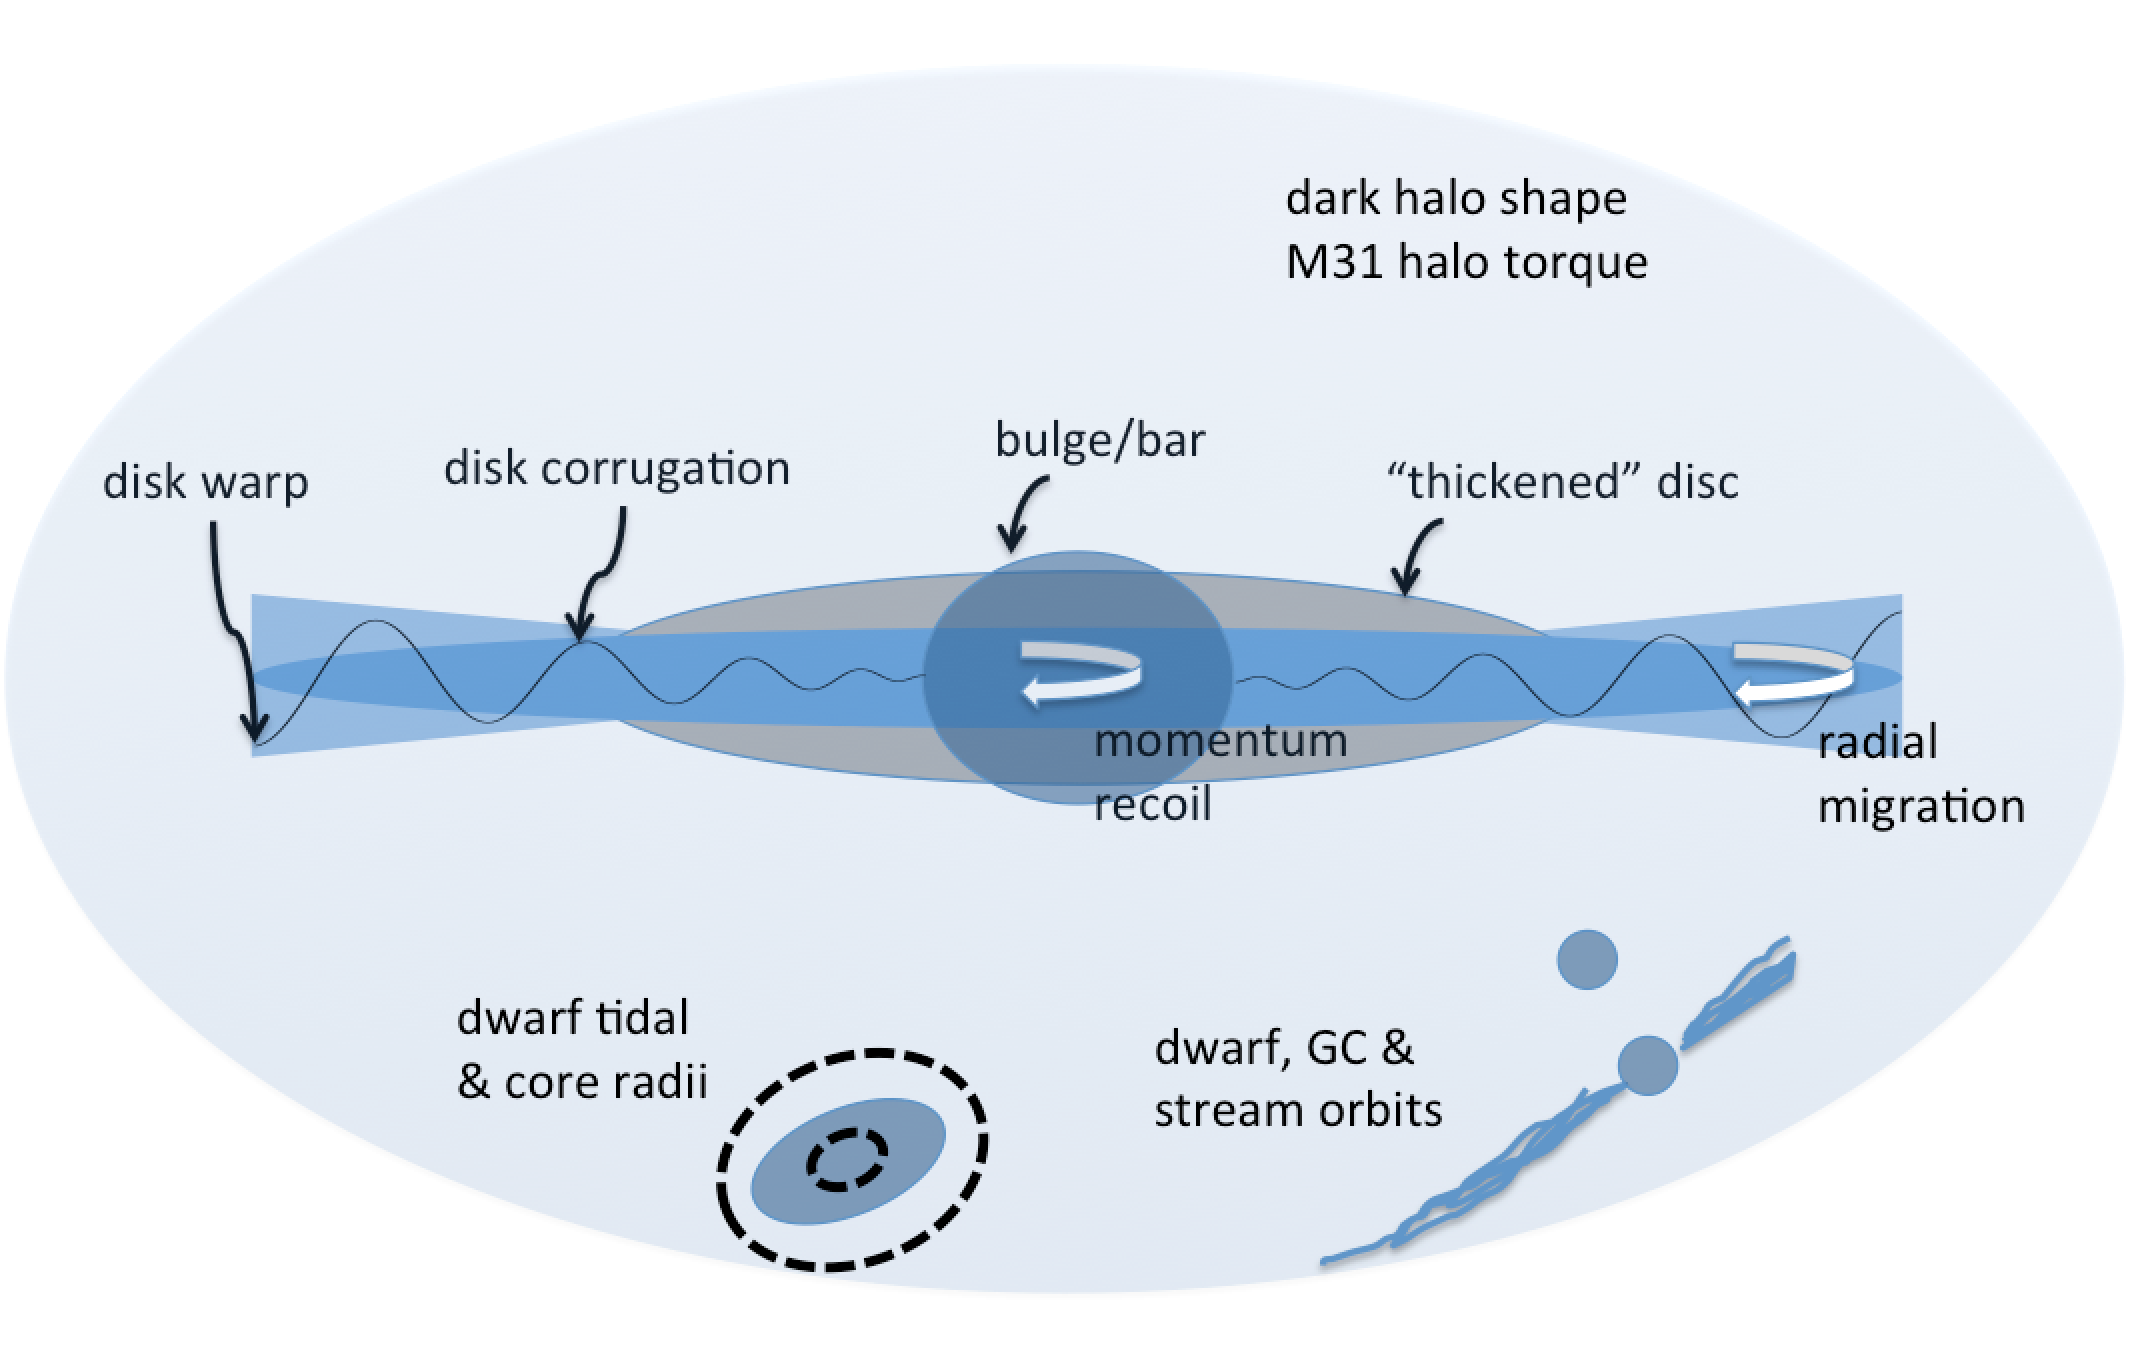 dark halo shape
M31 halo torque
bulge/bar
disk warp
disk corrugation
“thickened” disc
momentum
recoil
radial
migration
dwarf tidal
& core radii
dwarf, GC &
stream orbits